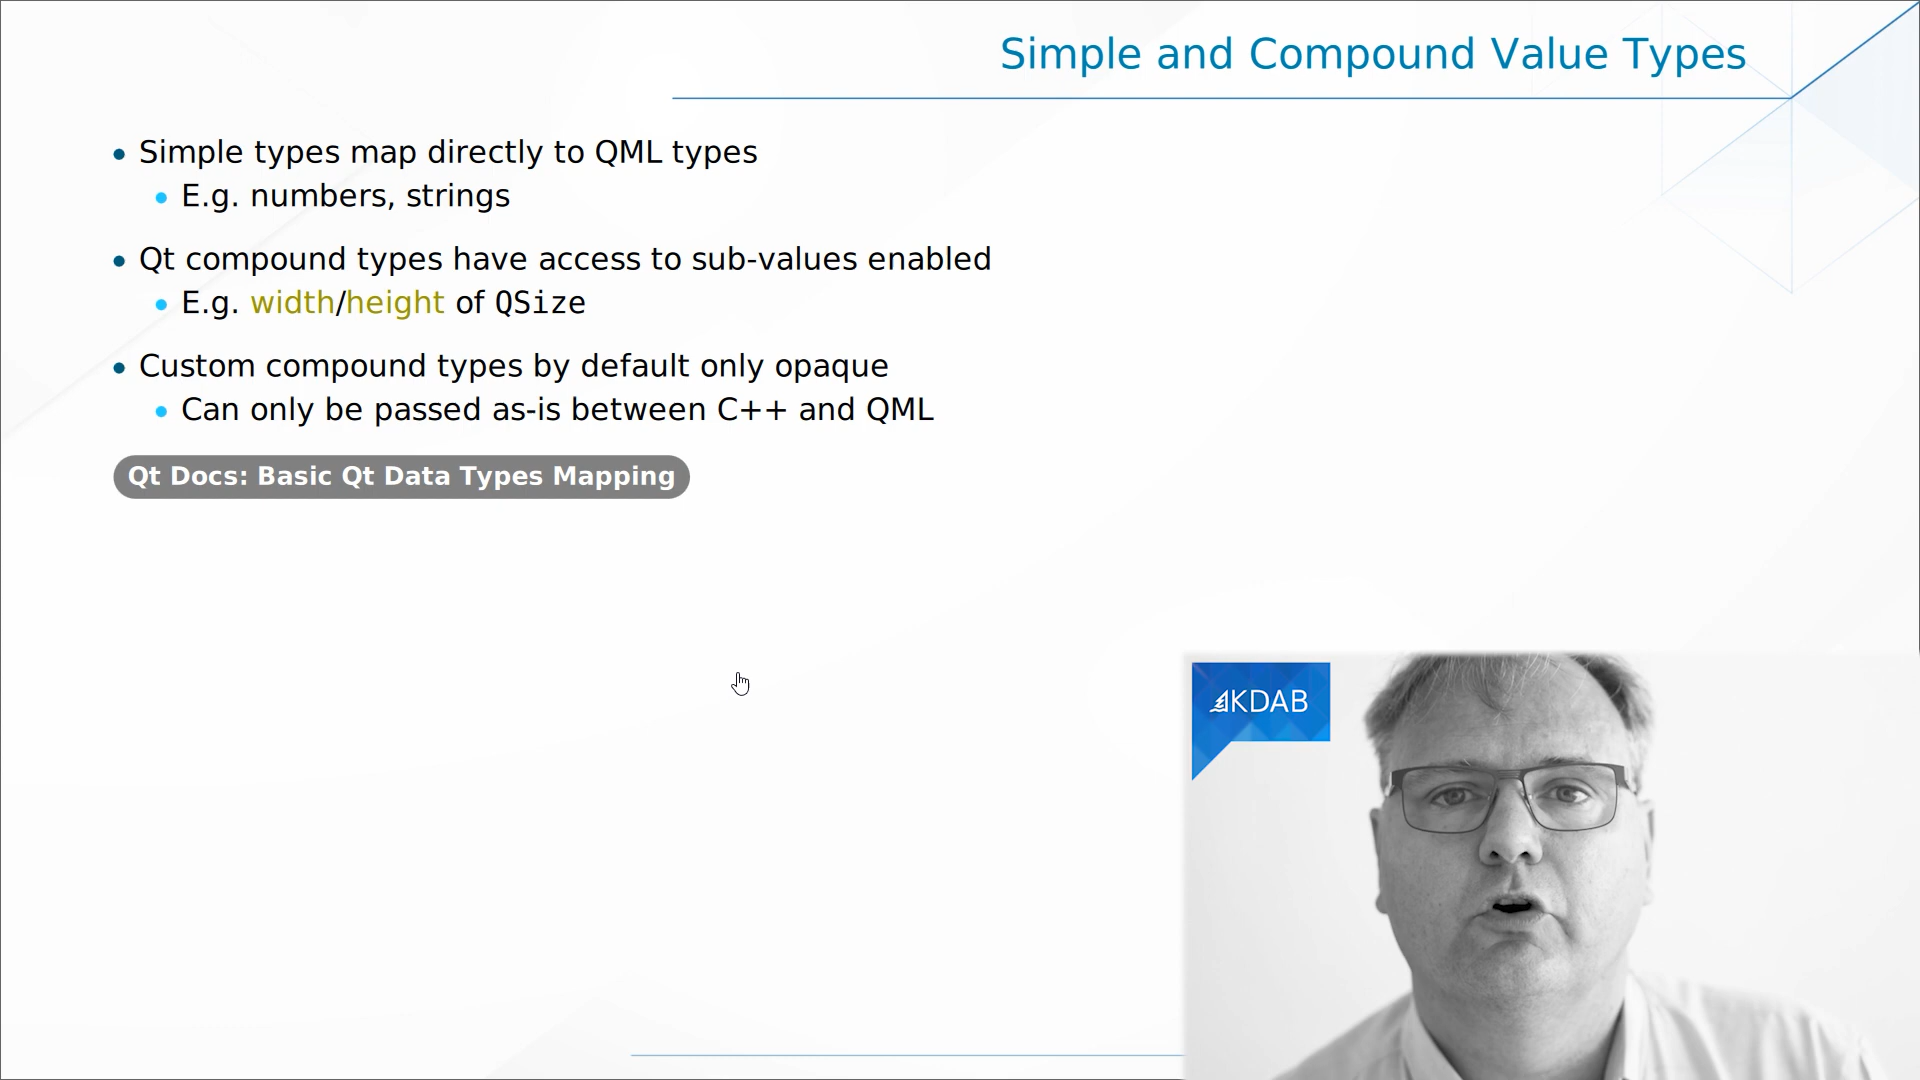 Simple and Compound Value Types
Simple types map directly to QML types
E.g. numbers, strings
Qt compound types have access to sub-values enabled
E.g. width/height of QSize
Custom compound types by default only opaque
Can only be passed as-is between C++ and QML
Qt Docs: Basic Qt Data Types Mapping
KDAB